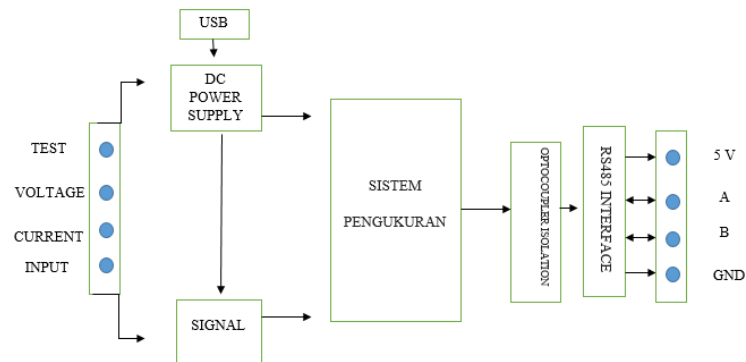 USB
DC
POWER
SUPPLY
TEST
VOLTAGE
CURRENT
INPUT
SIGNAL
SISTEM
PENGUKURAN
OPTOCOUPLER ISOLATION
RS485 INTERFACE
5 V
A
B
GND